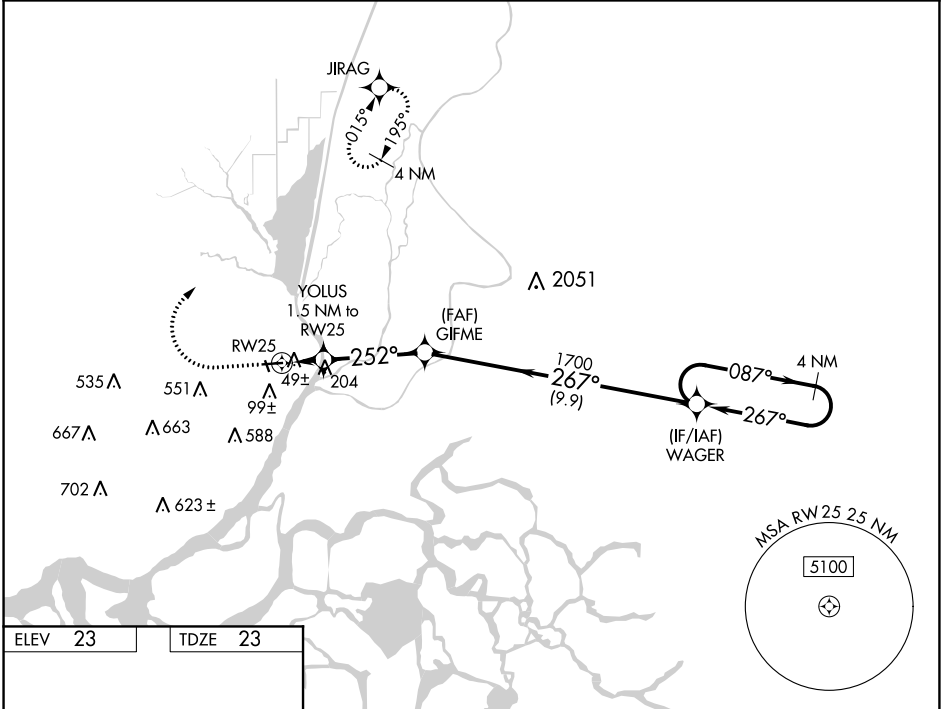 JIRAG
015°
195°
4 NM
2051
YOLUS
1.5 NM to
RW25
(FAF)
GIFME
RW25
252°
1700
267°
(9.9)
087°
4 NM
267°
(IF/IAF)
WAGER
49±
204
535
551
99±
667
663
588
702
623±
MSA RW25 25 NM
5100
ELEV 23
TDZE 23